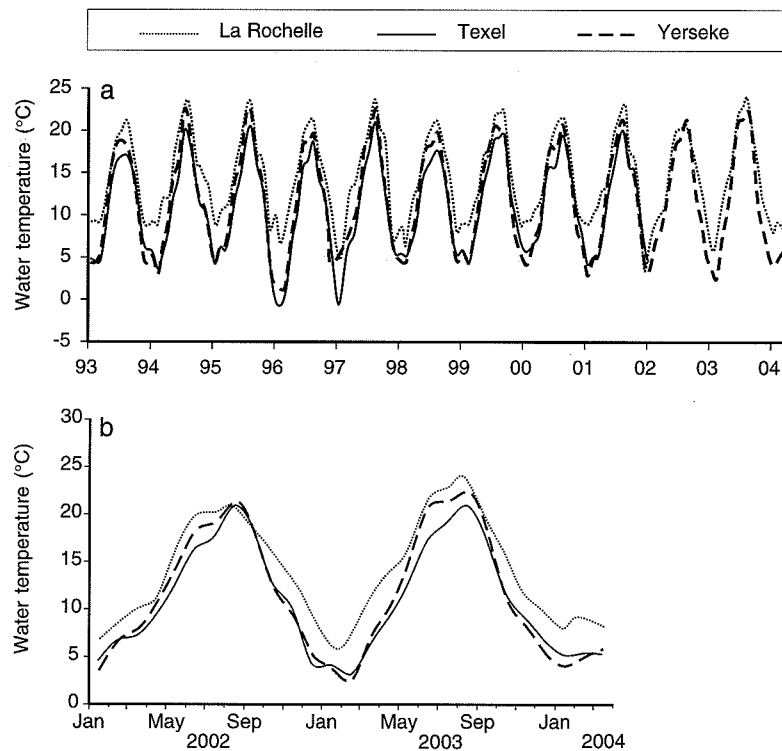 La Rochelle Texel Yerseke
a
Water temperature (°C)
25
20
15
10
5
0
-5
93 94 95 96 97 98 99 00 01 02 03 04
b
Water temperature (°C)
30
25
20
15
10
5
0
Jan May Sep Jan May Sep Jan
2002 2003 2004